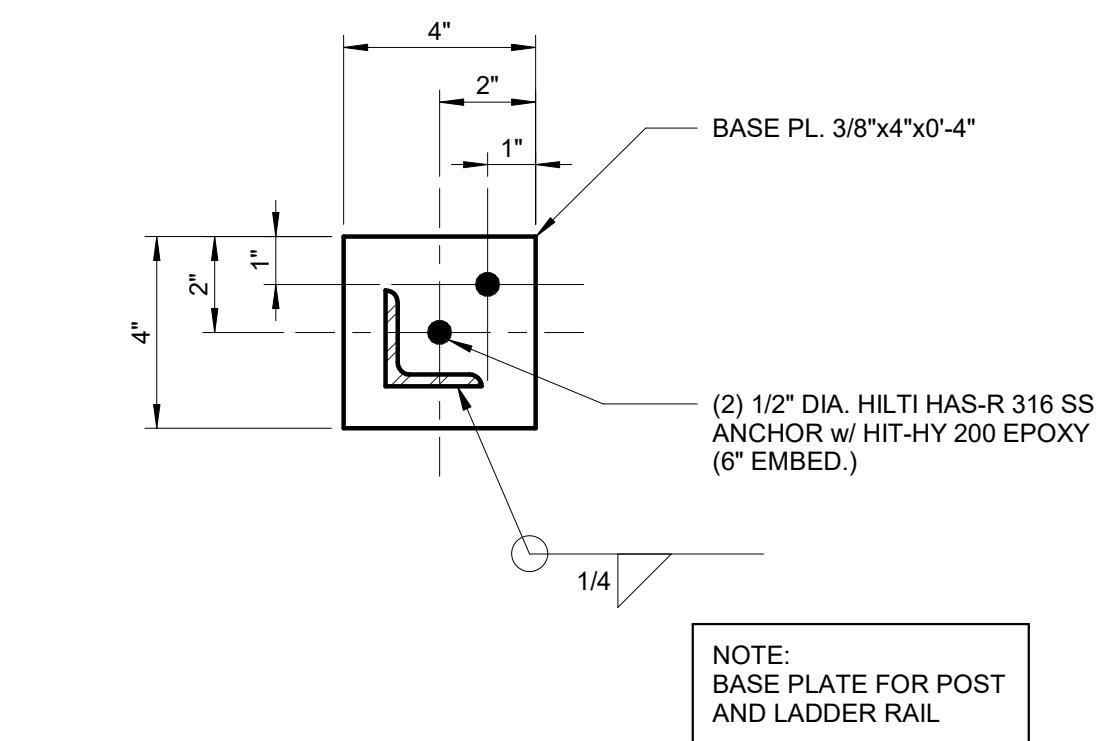 4"
2"
1"
BASE PL. 3/8"x4"x0'-4"
1"
2"
4"
(2) 1/2" DIA. HILTI HAS-R 316 SS
ANCHOR w/ HIT-HY 200 EPOXY
(6" EMBED.)
1/4
NOTE:
BASE PLATE FOR POST
AND LADDER RAIL